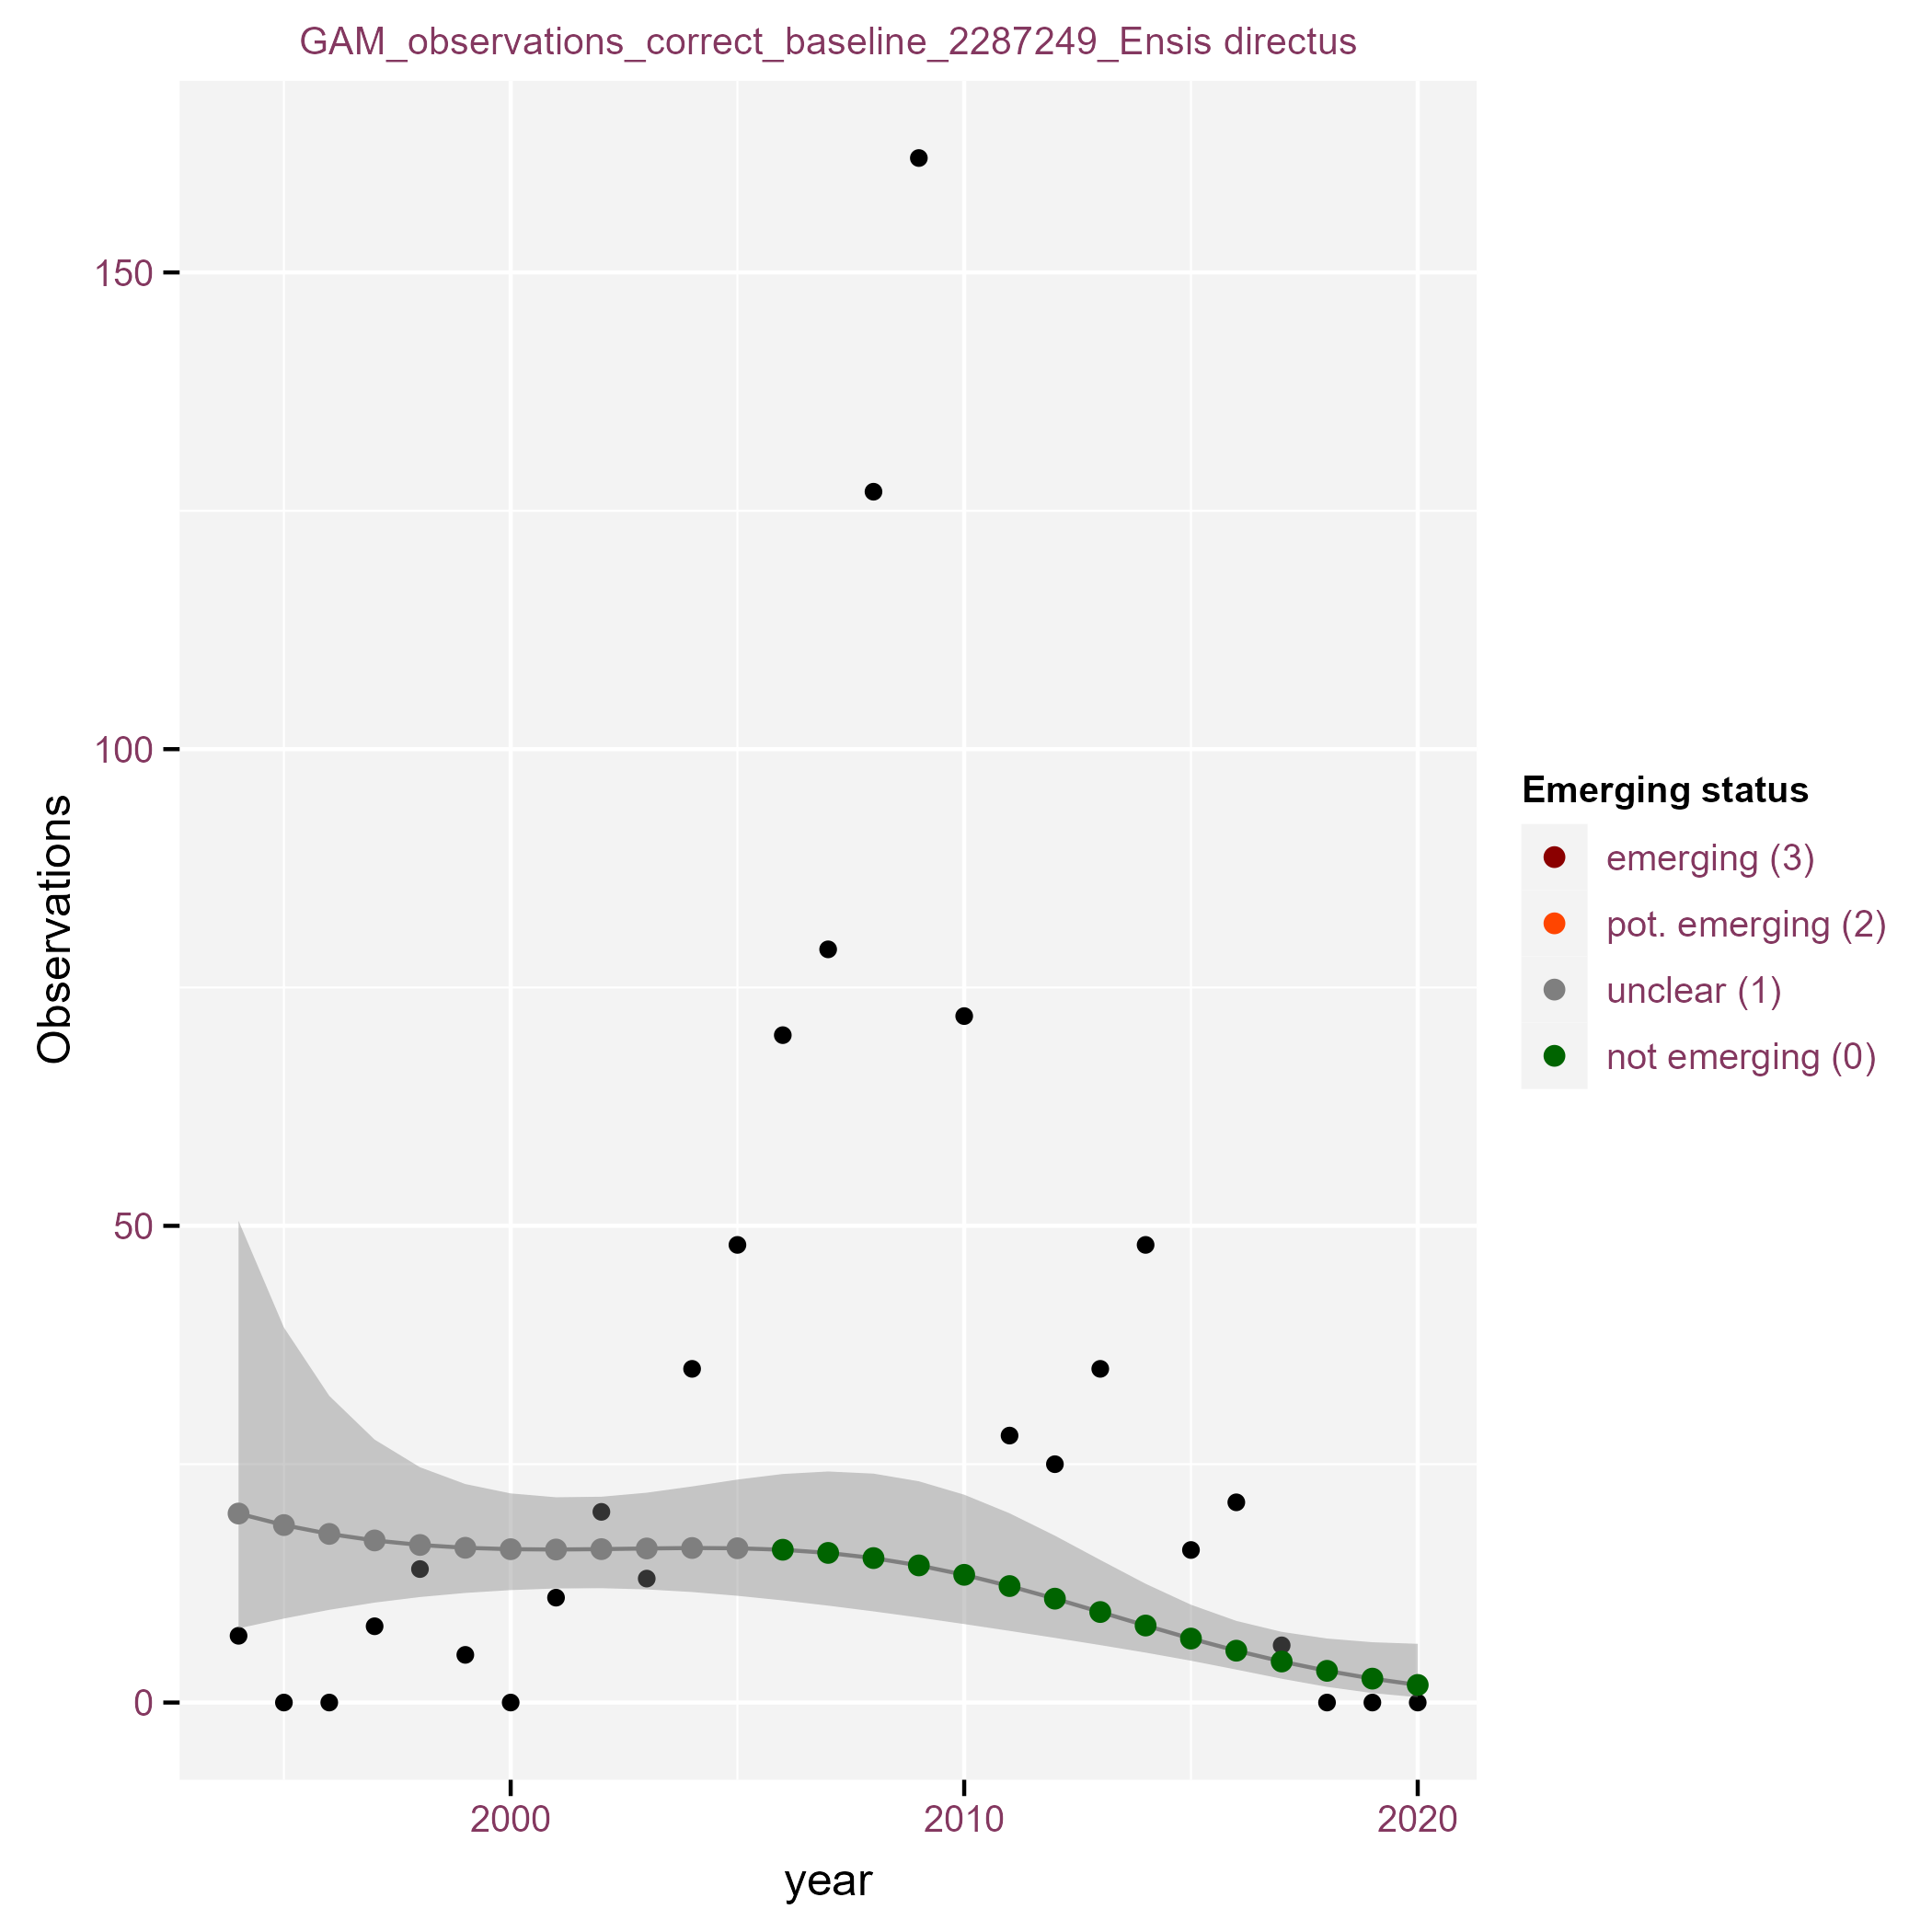 GAM_observations_correct_baseline_2287249_Ensis directus
150
100
50
0
Observations
2000 2010 2020
year
Emerging status
emerging (3)
pot. emerging (2)
unclear (1)
not emerging (0)